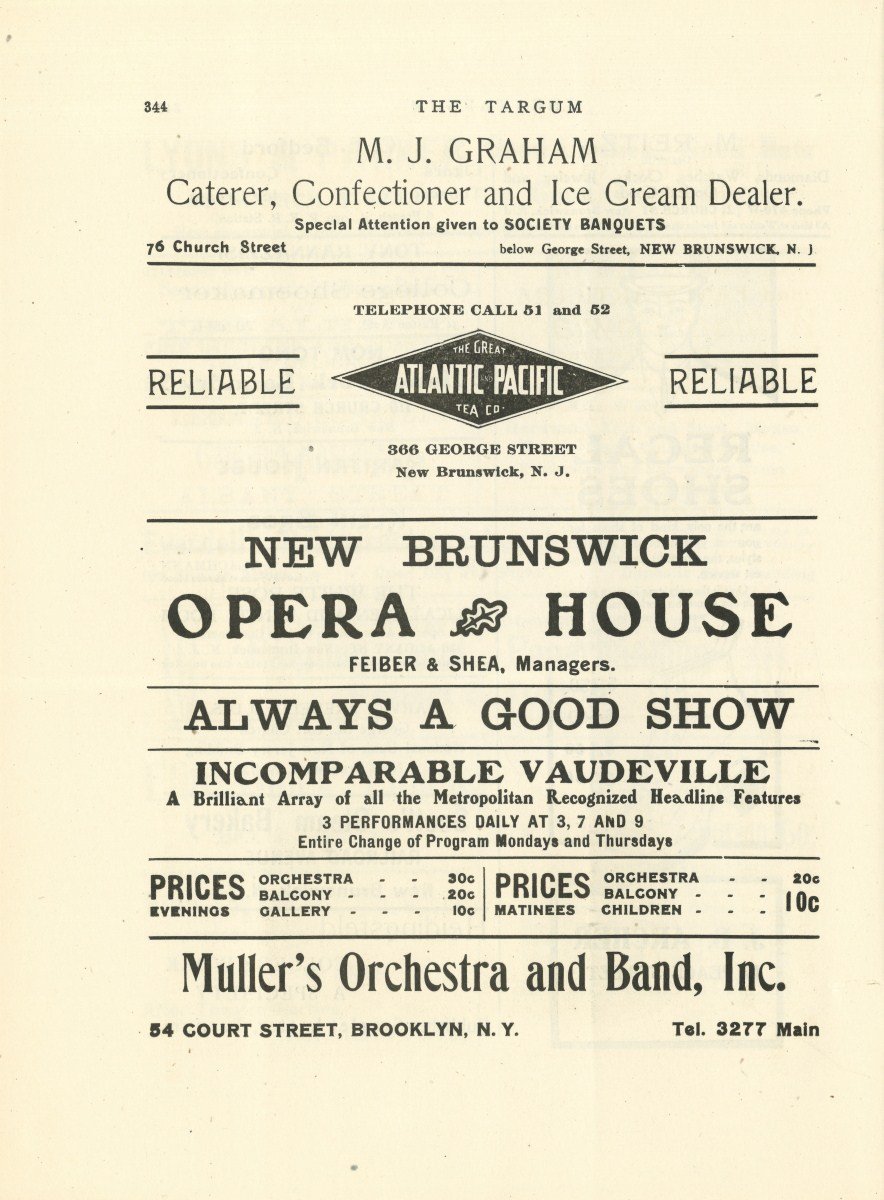 344
THE TARGUM
M. J. GRAHAM
Caterer, Confectioner and Ice Cream Dealer.
Special Attention given to SOCIETY BANQUETS
76 Church Street below George Street, NEW BRUNSWICK, N. J
TELEPHONE CALL 51 and 52
RELIABLE
THE GREAT
ATLANTIC AND PACIFIC
TEA CO.
RELIABLE
366 GEORGE STREET
New Brunswick, N. J.
NEW BRUNSWICK
OPERA HOUSE
FEIBER & SHEA, Managers.
ALWAYS A GOOD SHOW
INCOMPARABLE VAUDEVILLE
A Brilliant Array of all the Metropolitan Recognized Headline Features
3 PERFORMANCES DAILY AT 3, 7 AND 9
Entire Change of Program Mondays and Thursdays
PRICES
EVENINGS
ORCHESTRA - - 30c
BALCONY - - - 20c
GALLERY - - - 10c
PRICES
MATINEES
ORCHESTRA - - 20c
BALCONY - - -
CHILDREN - - - 10c
Muller's Orchestra and Band, Inc.
54 COURT STREET, BROOKLYN, N. Y. Tel. 3277 Main